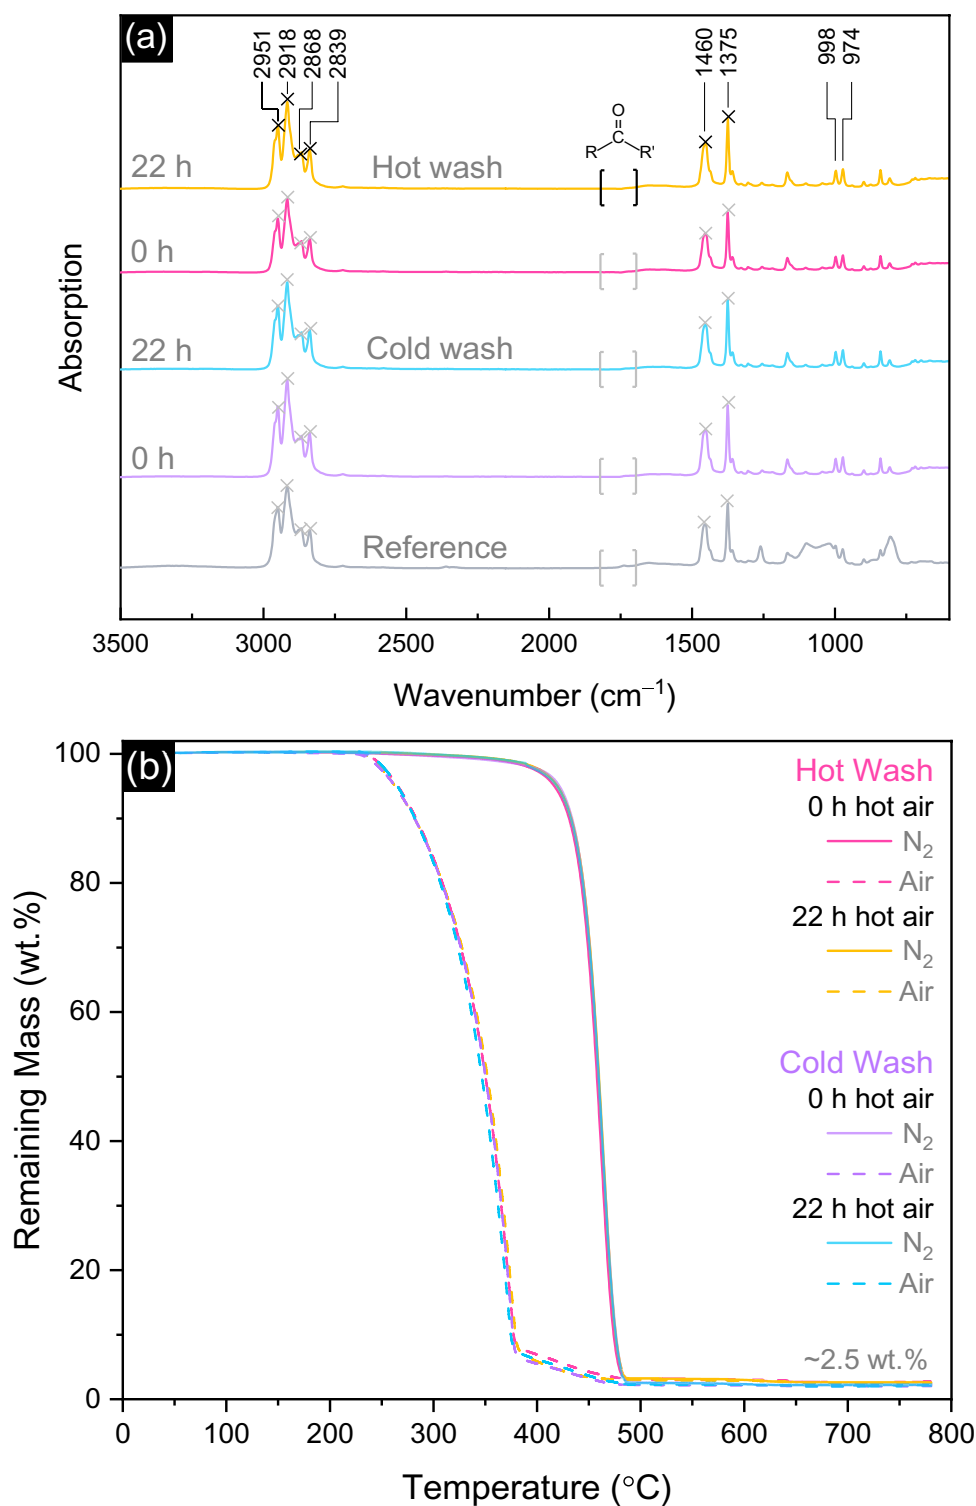 (a)
2951
2918
2868
2839
1460
1375
998
974
O
R R'
22 h
Hot wash
0 h
22 h
Cold wash
0 h
Reference
Absorption
3500 3000 2500 2000 1500 1000
Wavenumber (cm⁻¹)
(b)
100
80
60
40
20
0
Remaining Mass (wt.%)
Hot Wash
0 h hot air
N₂
Air
22 h hot air
N₂
Air
Cold Wash
0 h hot air
N₂
Air
22 h hot air
N₂
Air
~2.5 wt.%
0 100 200 300 400 500 600 700 800
Temperature (°C)